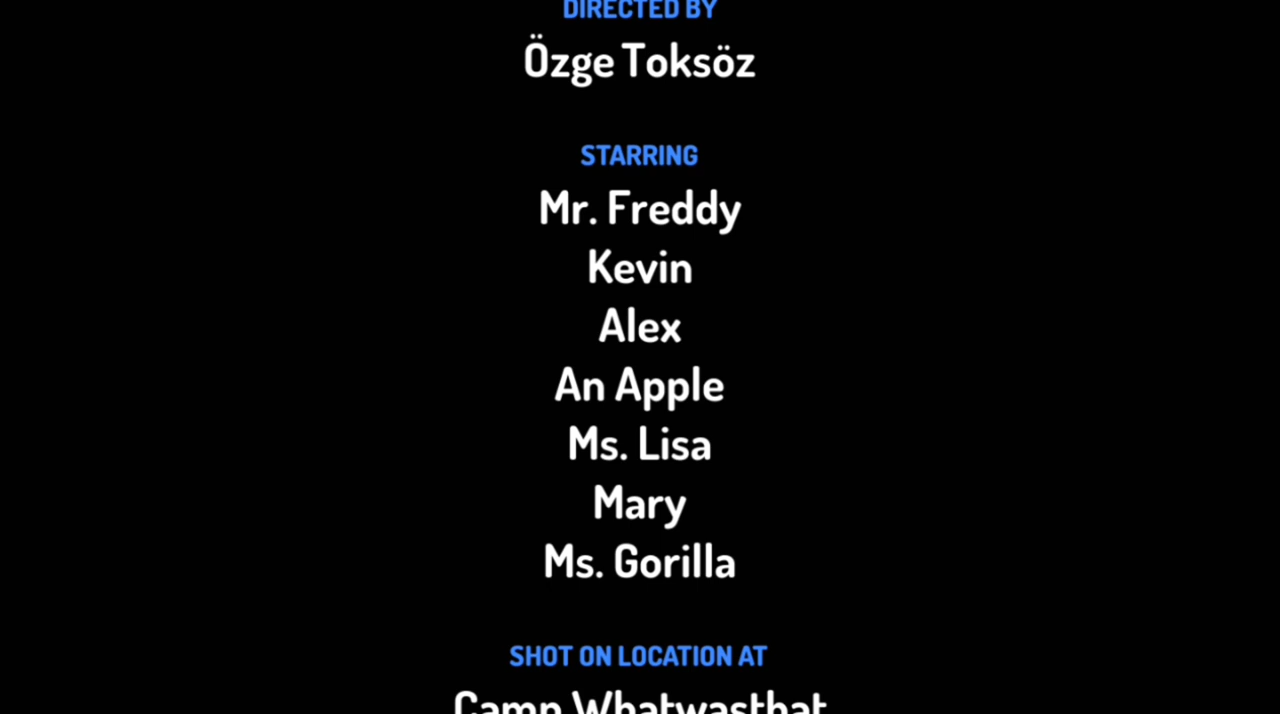 DIRECTED BY
Özge Toksöz
STARRING
Mr. Freddy
Kevin
Alex
An Apple
Ms. Lisa
Mary
Ms. Gorilla
SHOT ON LOCATION AT
Camp Whatwasthat